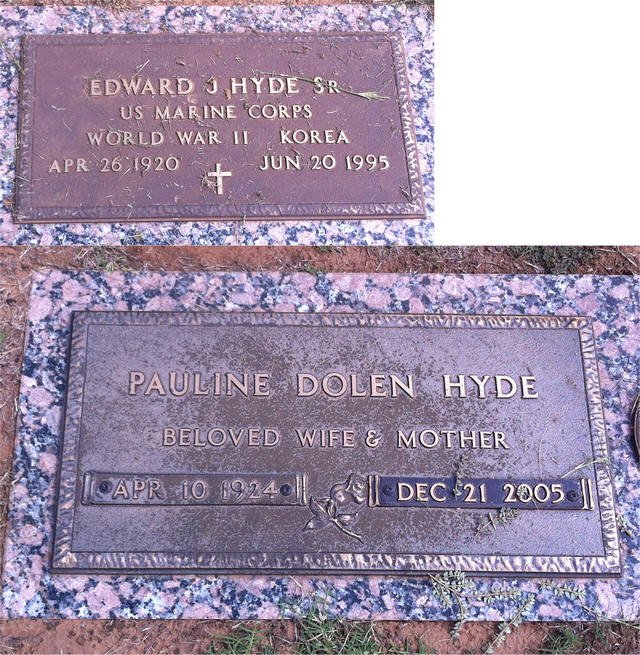 EDWARD J HYDE SR
US MARINE CORPS
WORLD WAR II KOREA
APR 26 1920 JUN 20 1995
PAULINE DOLEN HYDE
BELOVED WIFE & MOTHER
APR 10 1924 DEC 21 2005